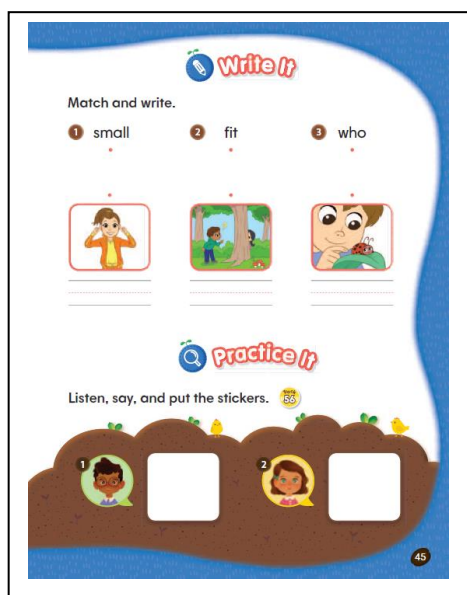 Write It
Match and write.
1 small 2 fit 3 who
Practice It
Listen, say, and put the stickers. Track 56
1 2
45